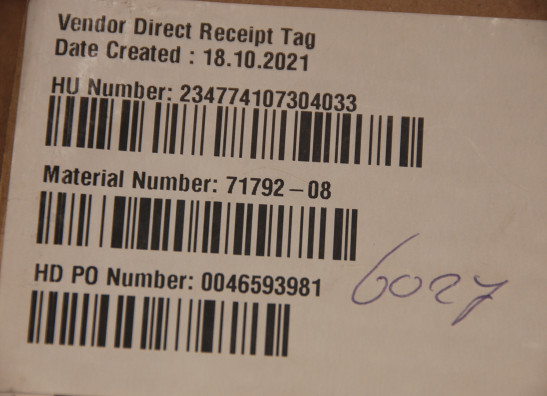 Vendor Direct Receipt Tag
Date Created : 18.10.2021
HU Number: 234774107304033
Material Number: 71792-08
HD PO Number: 0046593981
6027